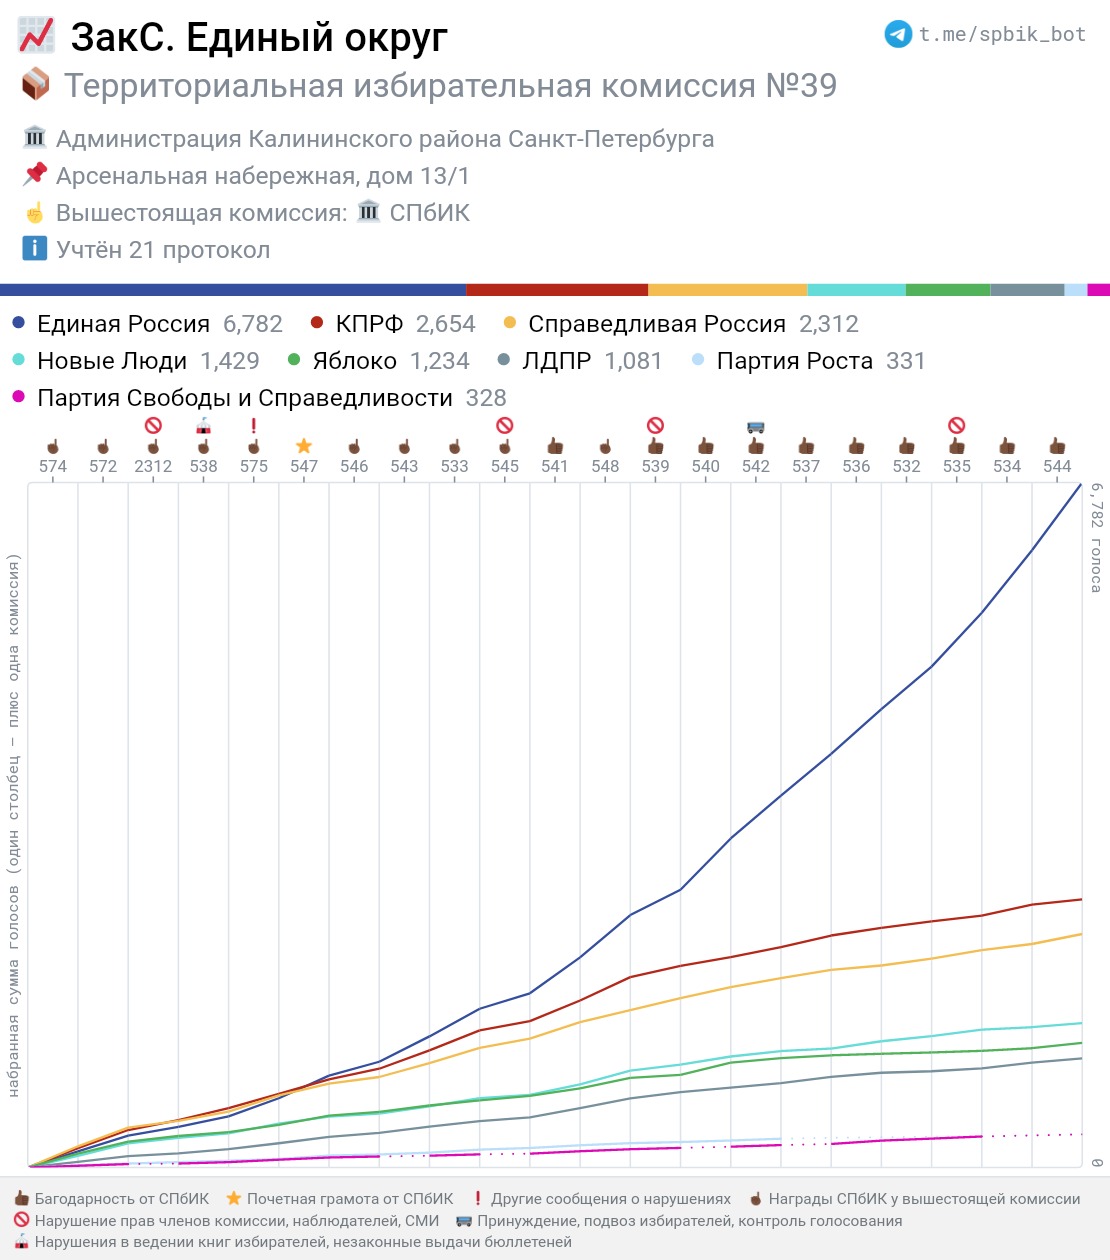 ЗакС. Единый округ
t.me/spbik_bot
Территориальная избирательная комиссия №39
Администрация Калининского района Санкт-Петербурга
Арсенальная набережная, дом 13/1
Вышестоящая комиссия: СПбИК
Учтён 21 протокол
Единая Россия 6,782 КПРФ 2,654 Справедливая Россия 2,312
Новые Люди 1,429 Яблоко 1,234 ЛДПР 1,081 Партия Роста 331
Партия Свободы и Справедливости 328
574 572 2312 538 575 547 546 543 533 545 541 548 539 540 542 537 536 532 535 534 544
набранная сумма голосов (один столбец — плюс одна комиссия)
6,782 голоса
0
Багодарность от СПбИК Почетная грамота от СПбИК Другие сообщения о нарушениях Награды СПбИК у вышестоящей комиссии
Нарушение прав членов комиссии, наблюдателей, СМИ Принуждение, подвоз избирателей, контроль голосования
Нарушения в ведении книг избирателей, незаконные выдачи бюллетеней